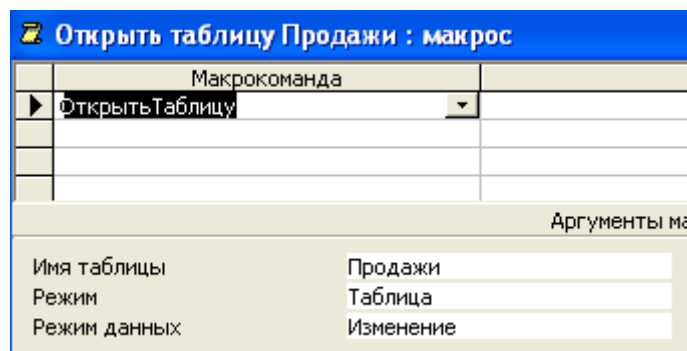 Открыть таблицу Продажи : макрос
Макрокоманда
ОткрытьТаблицу
Аргументы ма
Имя таблицы Продажи
Режим Таблица
Режим данных Изменение